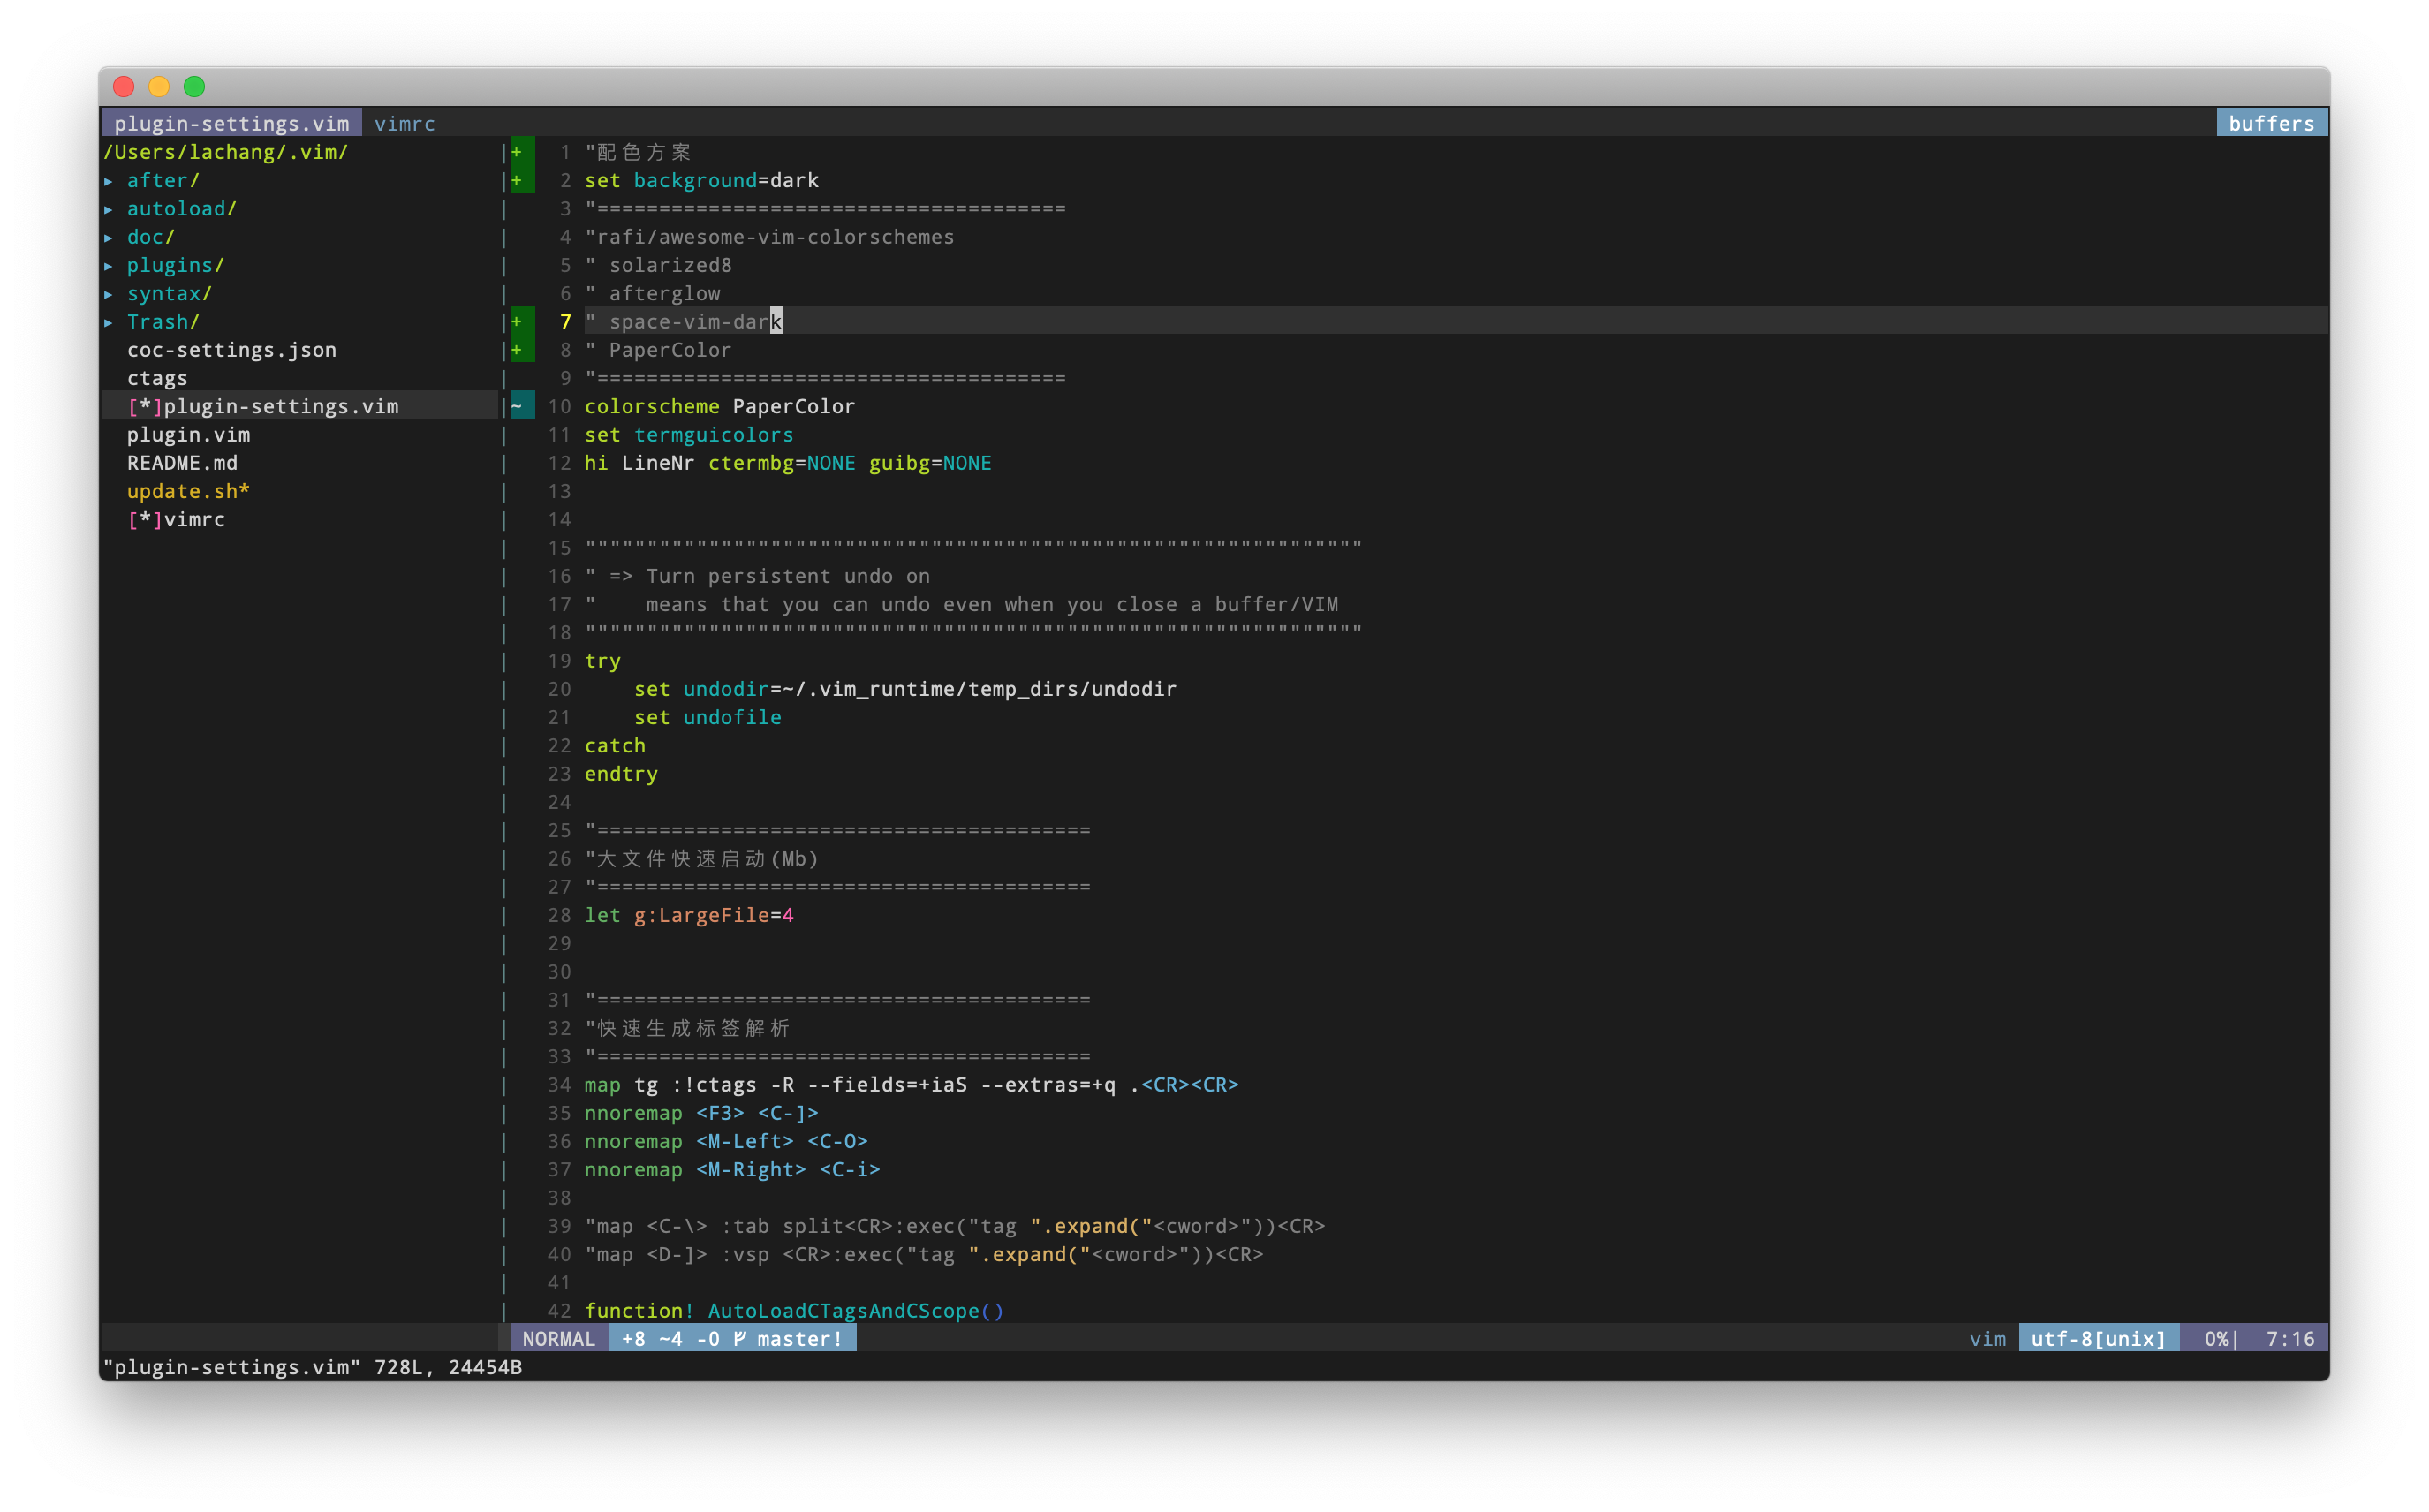 plugin-settings.vim vimrc buffers
/Users/lachang/.vim/
▸ after/
▸ autoload/
▸ doc/
▸ plugins/
▸ syntax/
▸ Trash/
coc-settings.json
ctags
[*]plugin-settings.vim
plugin.vim
README.md
update.sh*
[*]vimrc
+ 1 "配色方案
+ 2 set background=dark
3 "======================================
4 "rafi/awesome-vim-colorschemes
5 " solarized8
6 " afterglow
+ 7 " space-vim-dark
+ 8 " PaperColor
9 "======================================
~ 10 colorscheme PaperColor
11 set termguicolors
12 hi LineNr ctermbg=NONE guibg=NONE
13
14
15 """""""""""""""""""""""""""""""""""""""""""""""""""""""""""""""
16 " => Turn persistent undo on
17 "    means that you can undo even when you close a buffer/VIM
18 """""""""""""""""""""""""""""""""""""""""""""""""""""""""""""""
19 try
20     set undodir=~/.vim_runtime/temp_dirs/undodir
21     set undofile
22 catch
23 endtry
24
25 "========================================
26 "大文件快速启动(Mb)
27 "========================================
28 let g:LargeFile=4
29
30
31 "========================================
32 "快速生成标签解析
33 "========================================
34 map tg :!ctags -R --fields=+iaS --extras=+q .<CR><CR>
35 nnoremap <F3> <C-]>
36 nnoremap <M-Left> <C-O>
37 nnoremap <M-Right> <C-i>
38
39 "map <C-\> :tab split<CR>:exec("tag ".expand("<cword>"))<CR>
40 "map <D-]> :vsp <CR>:exec("tag ".expand("<cword>"))<CR>
41
42 function! AutoLoadCTagsAndCScope()
NORMAL +8 ~4 -0 master! vim utf-8[unix] 0%| 7:16
"plugin-settings.vim" 728L, 24454B